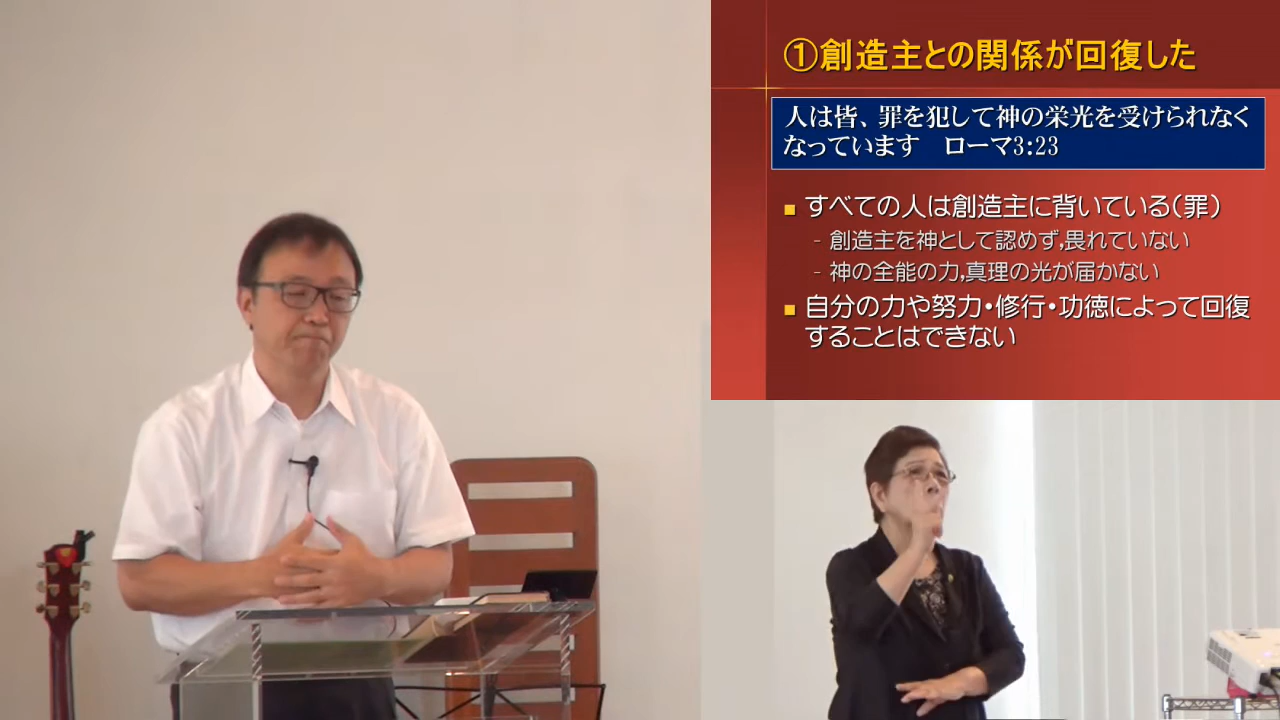 ①創造主との関係が回復した
人は皆、罪を犯して神の栄光を受けられなく
なっています　ローマ3:23
■ すべての人は創造主に背いている(罪)
- 創造主を神として認めず,畏れていない
- 神の全能の力,真理の光が届かない
■ 自分の力や努力・修行・功徳によって回復
することはできない